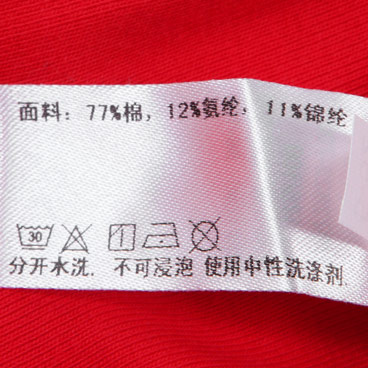 面料：77%棉，12%氨纶，11%锦纶
30
分开水洗. 不可浸泡 使用中性洗涤剂.